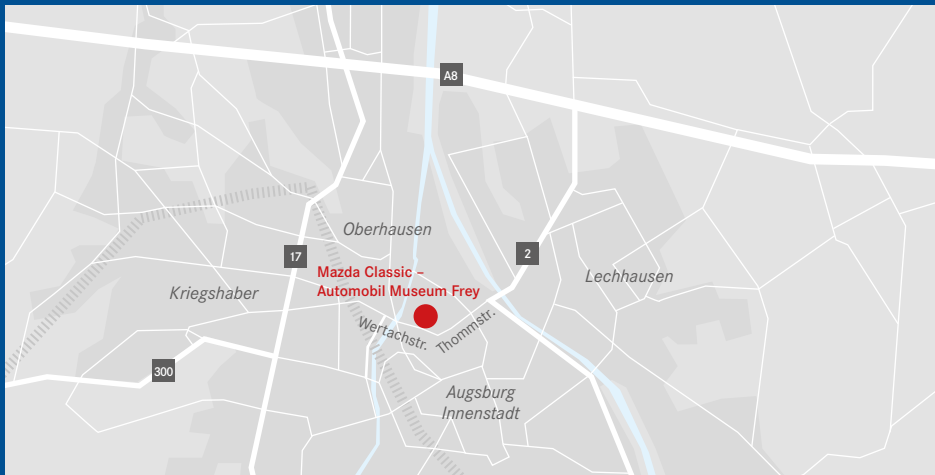 A8
Oberhausen
17
2
Mazda Classic –
Automobil Museum Frey
Lechhausen
Kriegshaber
Wertachstr.
Thommstr.
300
Augsburg
Innenstadt